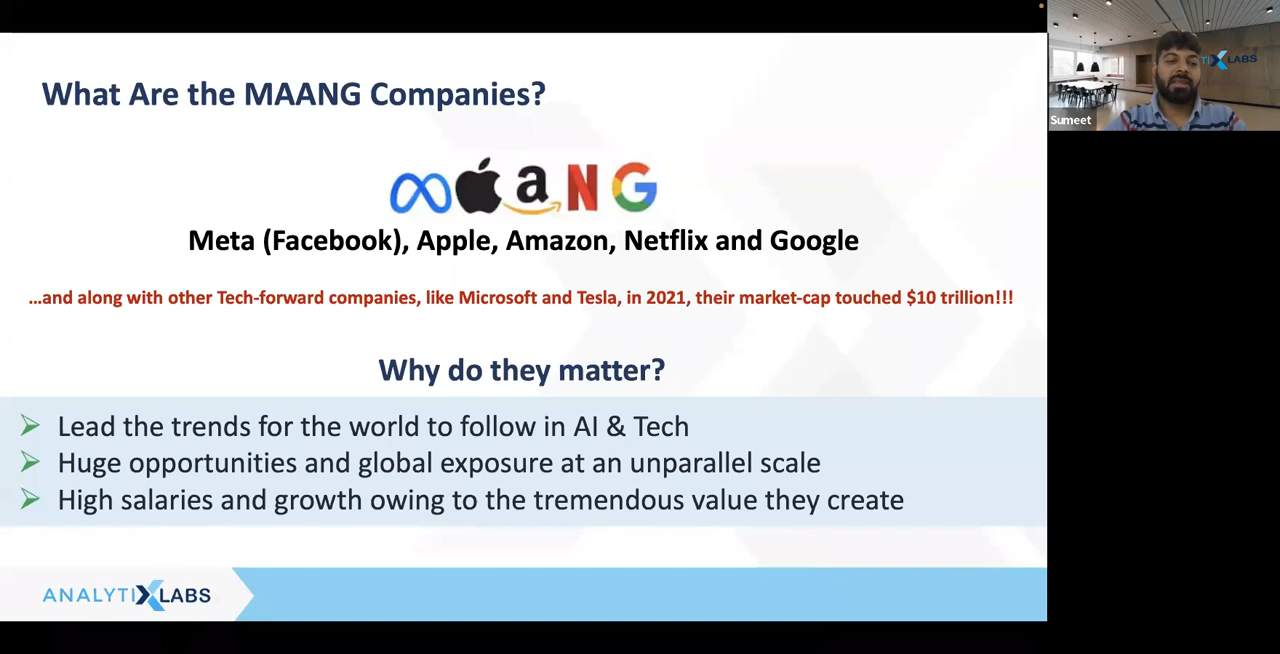 What Are the MAANG Companies?
a N G
Meta (Facebook), Apple, Amazon, Netflix and Google
...and along with other Tech-forward companies, like Microsoft and Tesla, in 2021, their market-cap touched $10 trillion!!!
Why do they matter?
Lead the trends for the world to follow in AI & Tech
Huge opportunities and global exposure at an unparallel scale
High salaries and growth owing to the tremendous value they create
ANALYTIXLABS
TIXLABS
Sumeet